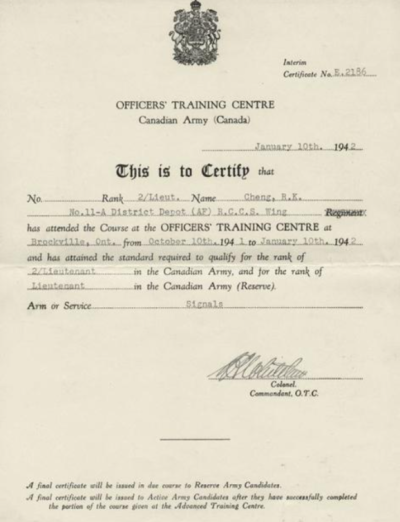 Interim
Certificate No. E.2186
OFFICERS' TRAINING CENTRE
Canadian Army (Canada)
January 10th. 1942
This is to Certify that
No. Rank 2/Lieut. Name Cheng, R.K.
No.11-A District Depot (AF) R.C.C.S. Wing Regiment
has attended the Course at the OFFICERS' TRAINING CENTRE at
Brockville, Ont. from October 10th. 1941 to January 10th. 1942
and has attained the standard required to qualify for the rank of
2/Lieutenant in the Canadian Army, and for the rank of
Lieutenant in the Canadian Army (Reserve).
Arm or Service Signals
Colonel.
Commandant, O.T.C.
A final certificate will be issued in due course to Reserve Army Candidates.
A final certificate will be issued to Active Army Candidates after they have successfully completed
the portion of the course given at the Advanced Training Centre.